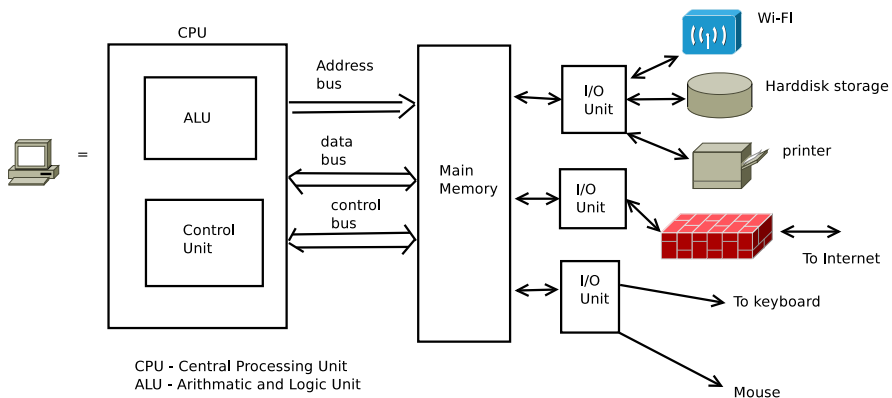 CPU
Address
bus
ALU
data
bus
control
bus
Control
Unit
=
Main
Memory
I/O
Unit
I/O
Unit
I/O
Unit
Wi-FI
Harddisk storage
printer
To Internet
To keyboard
Mouse
CPU - Central Processing Unit
ALU - Arithmatic and Logic Unit